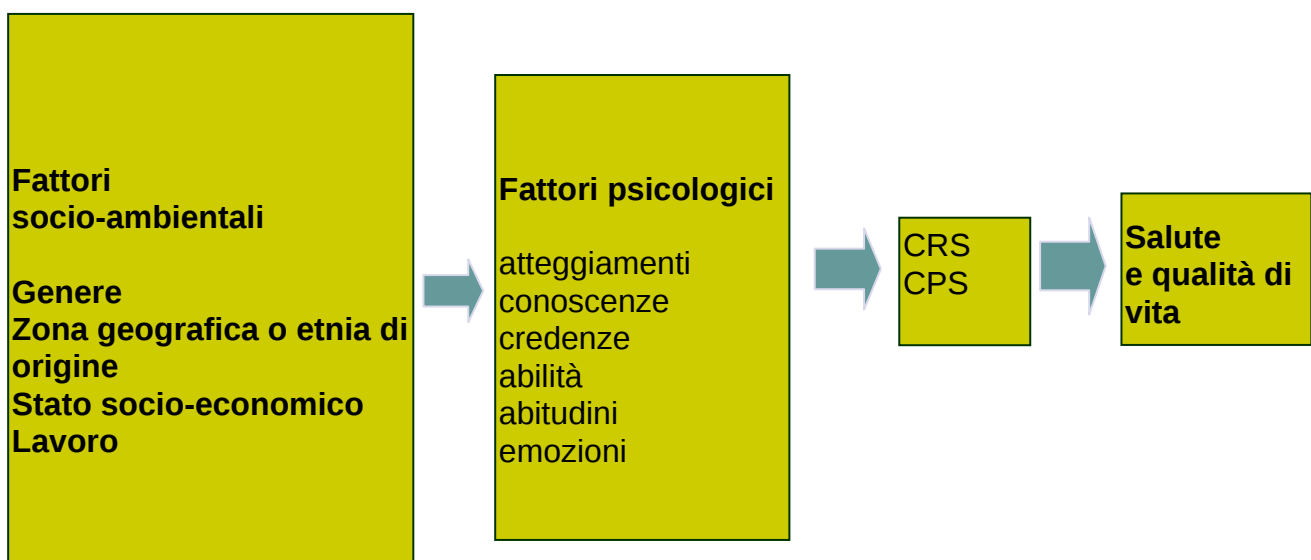 Fattori
socio-ambientali
Genere
Zona geografica o etnia di
origine
Stato socio-economico
Lavoro
Fattori psicologici
atteggiamenti
conoscenze
credenze
abilità
abitudini
emozioni
CRS
CPS
Salute
e qualità di
vita